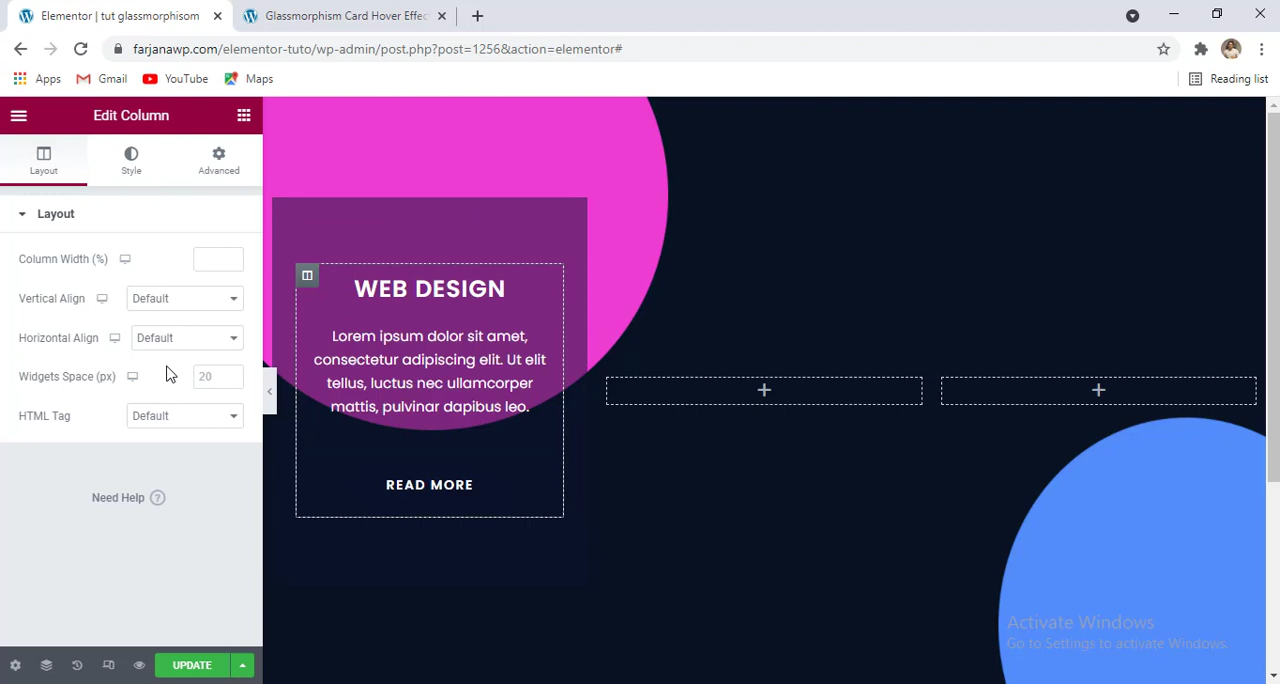 Elementor | tut glassmorphisom
Glassmorphism Card Hover Effec
farjanawp.com/elementor-tuto/wp-admin/post.php?post=1256&action=elementor#
Apps
Gmail
YouTube
Maps
Reading list
Edit Column
Layout
Style
Advanced
Layout
Column Width (%)
Vertical Align
Default
Horizontal Align
Default
Widgets Space (px)
20
HTML Tag
Default
Need Help
UPDATE
WEB DESIGN
Lorem ipsum dolor sit amet,
consectetur adipiscing elit. Ut elit
tellus, luctus nec ullamcorper
mattis, pulvinar dapibus leo.
READ MORE
Activate Windows
Go to Settings to activate Windows.